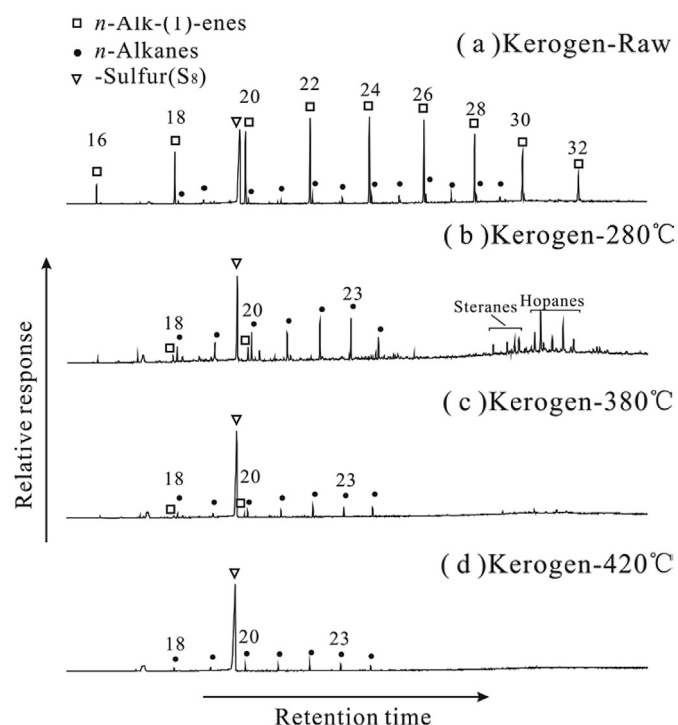 n-Alk-(1)-enes
n-Alkanes
-Sulfur(S₈)
(a)Kerogen-Raw
16 18 20 22 24 26 28 30 32
(b)Kerogen-280℃
18 20 23 Steranes Hopanes
(c)Kerogen-380℃
18 20 23
(d)Kerogen-420℃
18 20 23
Relative response
Retention time